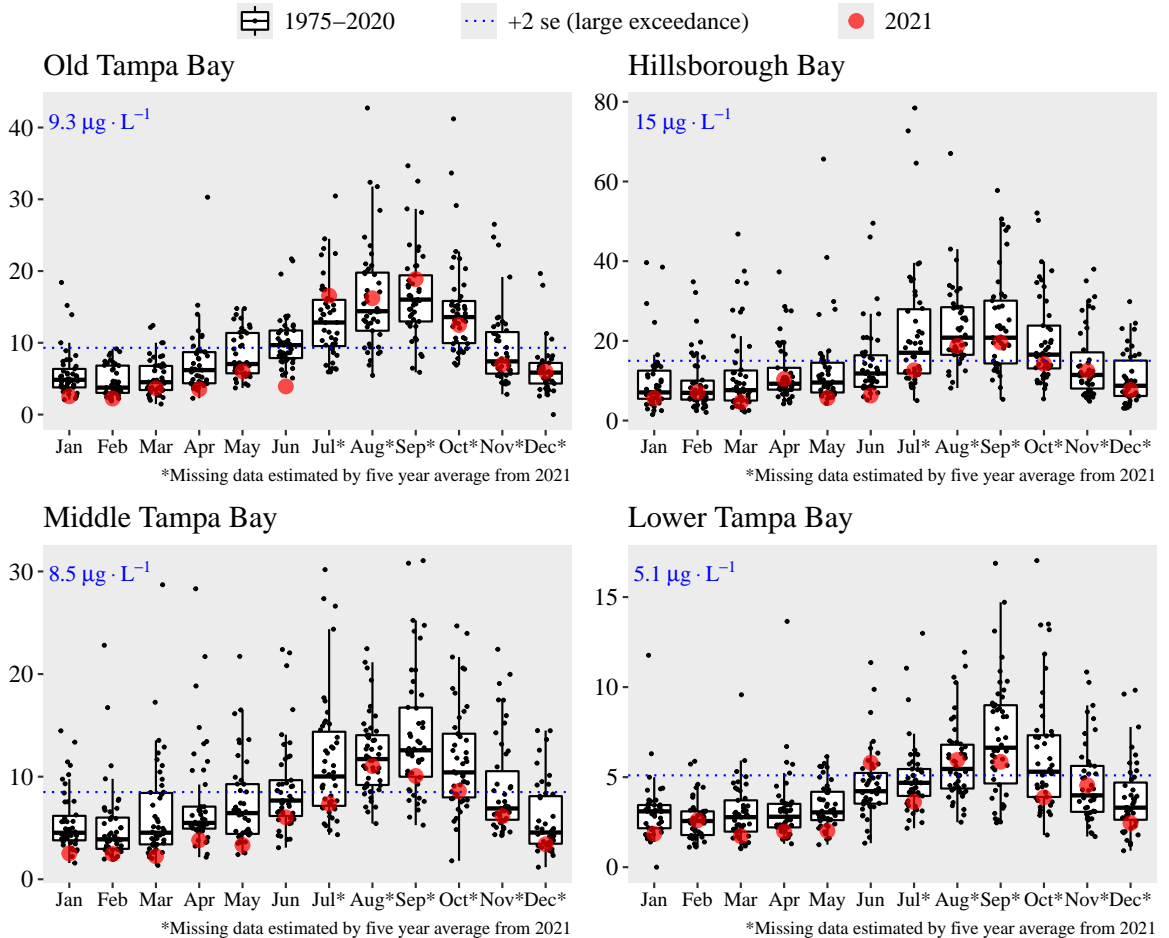 1975−2020 +2 se (large exceedance) 2021
Old Tampa Bay
9.3 μg · L⁻¹
40
30
20
10
0
Jan Feb Mar Apr May Jun Jul* Aug* Sep* Oct* Nov* Dec*
*Missing data estimated by five year average from 2021
Hillsborough Bay
15 μg · L⁻¹
80
60
40
20
0
Jan Feb Mar Apr May Jun Jul* Aug* Sep* Oct* Nov* Dec*
*Missing data estimated by five year average from 2021
Middle Tampa Bay
8.5 μg · L⁻¹
30
20
10
0
Jan Feb Mar Apr May Jun Jul* Aug* Sep* Oct* Nov* Dec*
*Missing data estimated by five year average from 2021
Lower Tampa Bay
5.1 μg · L⁻¹
15
10
5
0
Jan Feb Mar Apr May Jun Jul* Aug* Sep* Oct* Nov* Dec*
*Missing data estimated by five year average from 2021